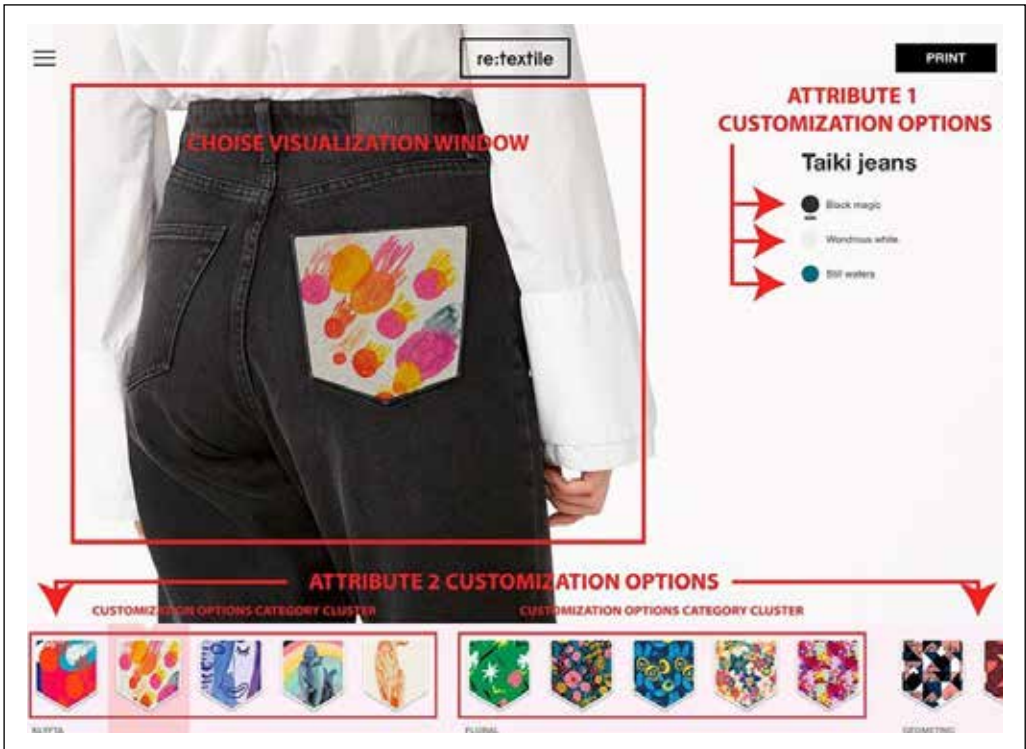 re:textile
PRINT
ATTRIBUTE 1
CUSTOMIZATION OPTIONS
CHOISE VISUALIZATION WINDOW
Taiki jeans
Black magic
Wondrous white
Still waters
ATTRIBUTE 2 CUSTOMIZATION OPTIONS
CUSTOMIZATION OPTIONS CATEGORY CLUSTER
CUSTOMIZATION OPTIONS CATEGORY CLUSTER
FLORAL
GEOMETRIC